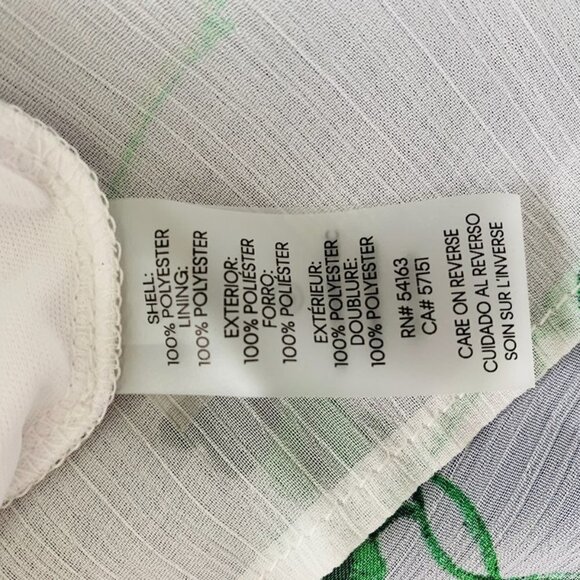 SHELL:
100% POLYESTER
LINING:
100% POLYESTER
EXTERIOR:
100% POLIÉSTER
FORRO:
100% POLIÉSTER
EXTÉRIEUR:
100% POLYESTER
DOUBLURE:
100% POLYESTER
RN# 54163
CA# 57151
CARE ON REVERSE
CUIDADO AL REVERSO
SOIN SUR L'INVERSE